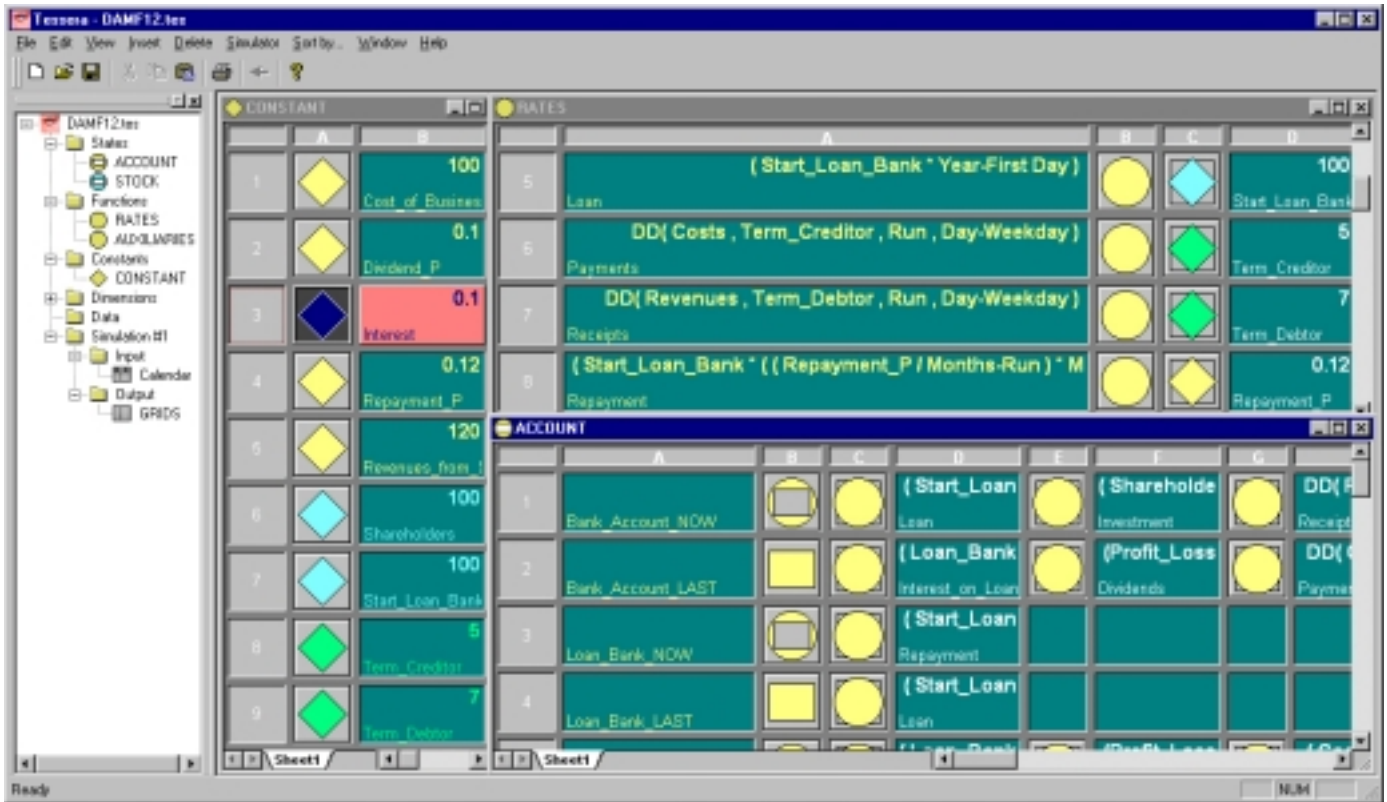 Tessera - DAMF12.tes
File Edit View Insert Delete Simulator Sort by... Window Help
DAMF12.tes
States
ACCOUNT
STOCK
Functions
RATES
AUXILIARIES
Constants
CONSTANT
Dimensions
Data
Simulation #1
Input
Calendar
Output
GRIDS
CONSTANT
A B
1 100
Cost_of_Busines
2 0.1
Dividend_P
3 0.1
Interest
4 0.12
Repayment_P
5 120
Revenues_from_
6 100
Shareholders
7 100
Start_Loan_Bank
8 5
Term_Creditor
9 7
Term_Debtor
Sheet1
RATES
A B C D
5 ( Start_Loan_Bank * Year-First Day ) 100
Loan Start_Loan_Bank
6 DD( Costs , Term_Creditor , Run , Day-Weekday ) 5
Payments Term_Creditor
7 DD( Revenues , Term_Debtor , Run , Day-Weekday ) 7
Receipts Term_Debtor
8 ( Start_Loan_Bank * ( ( Repayment_P / Months-Run ) * M 0.12
Repayment Repayment_P
ACCOUNT
A B C D E F G
1 ( Start_Loan ( Shareholde DD( F
Bank_Account_NOW Loan Investment Receipt
2 ( Loan_Bank (Profit_Loss DD( C
Bank_Account_LAST Interest_on_Loan Dividends Paymer
3 ( Start_Loan
Loan_Bank_NOW Repayment
4 ( Start_Loan
Loan_Bank_LAST Loan
Sheet1
Ready NUM